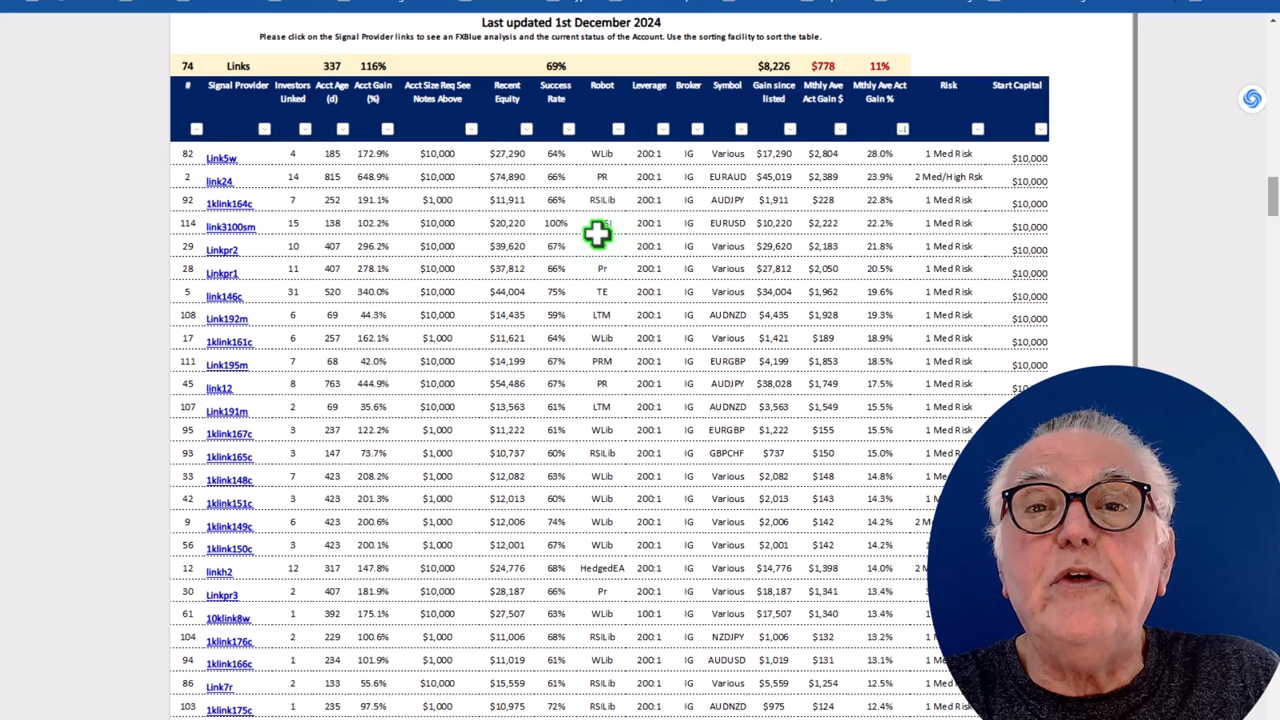 Last updated 1st December 2024
Please click on the Signal Provider links to see an FXBlue analysis and the current status of the Account. Use the sorting facility to sort the table.
74 Links 337 116% 69% $8,226 $778 11%
# Signal Provider Investors Linked Acct Age (d) Acct Gain (%) Acct Size Req See Notes Above Recent Equity Success Rate Robot Leverage Broker Symbol Gain since listed Mthly Ave Act Gain $ Mthly Ave Act Gain % Risk Start Capital
82 Link5w 4 185 172.9% $10,000 $27,290 64% WLib 200:1 IG Various $17,290 $2,804 28.0% 1 Med Risk $10,000
2 link24 14 815 648.9% $10,000 $74,890 66% PR 200:1 IG EURAUD $45,019 $2,389 23.9% 2 Med/High Rsk $10,000
92 1klink164c 7 252 191.1% $1,000 $11,911 66% RSILib 200:1 IG AUDJPY $1,911 $228 22.8% 1 Med Risk $10,000
114 link3100sm 15 138 102.2% $10,000 $20,220 100% 200:1 IG EURUSD $10,220 $2,223 22.2% 1 Med Risk $10,000
29 Linkpr2 10 407 296.2% $10,000 $39,620 67% 200:1 IG Various $29,620 $2,183 21.8% 1 Med Risk $10,000
28 Linkpr1 11 407 278.1% $10,000 $37,812 66% Pr 200:1 IG Various $27,812 $2,050 20.5% 1 Med Risk $10,000
5 link146c 31 520 340.0% $10,000 $44,004 75% TE 200:1 IG Various $34,004 $1,962 19.6% 1 Med Risk $10,000
108 Link192m 6 69 44.3% $10,000 $14,435 59% LTM 200:1 IG AUDNZD $4,435 $1,928 19.3% 1 Med Risk $10,000
17 1klink161c 6 257 162.1% $1,000 $11,621 64% WLib 200:1 IG Various $1,421 $189 18.9% 1 Med Risk $10,000
111 Link195m 7 68 42.0% $10,000 $14,199 67% PRM 200:1 IG EURGBP $4,199 $1,853 18.5% 1 Med Risk $10,000
45 link12 8 763 444.9% $10,000 $54,486 67% PR 200:1 IG AUDJPY $38,028 $1,749 17.5% 1 Med Risk
107 Link191m 2 69 35.6% $10,000 $13,563 61% LTM 200:1 IG AUDNZD $3,563 $1,549 15.5% 1 Med Risk
95 1klink167c 3 237 122.2% $1,000 $11,222 61% WLib 200:1 IG EURGBP $1,222 $155 15.5% 1 Med Risk
93 1klink165c 3 147 73.7% $1,000 $10,737 60% RSILib 200:1 IG GBPCHF $737 $150 15.0% 1 Med Risk
33 1klink148c 7 423 208.2% $1,000 $12,082 63% WLib 200:1 IG Various $2,082 $148 14.8% 1 Med Risk
42 1klink151c 3 423 201.3% $1,000 $12,013 60% WLib 200:1 IG Various $2,013 $143 14.3% 1 Med
9 1klink149c 6 423 200.6% $1,000 $12,006 74% WLib 200:1 IG Various $2,006 $142 14.2% 2
56 1klink150c 3 423 200.1% $1,000 $12,001 67% WLib 200:1 IG Various $2,001 $142 14.2%
12 linkh2 12 317 147.8% $10,000 $24,776 68% HedgedEA 200:1 IG Various $14,776 $1,398 14.0% 2
30 Linkpr3 2 407 181.9% $10,000 $28,187 66% Pr 200:1 IG Various $18,187 $1,341 13.4%
61 10klink8w 1 392 175.1% $10,000 $27,507 63% WLib 100:1 IG Various $17,507 $1,340 13.4%
104 1klink176c 2 229 100.6% $1,000 $11,006 68% RSILib 200:1 IG NZDJPY $1,006 $132 13.2% 1
94 1klink166c 1 234 101.9% $1,000 $11,019 61% WLib 200:1 IG AUDUSD $1,019 $131 13.1% 1 Med
86 Link7r 2 133 55.6% $10,000 $15,559 61% RSILib 200:1 IG Various $5,559 $1,254 12.5% 1 Med Risk
103 1klink175c 1 235 97.5% $1,000 $10,975 72% RSILib 200:1 IG AUDJPY $975 $124 12.4% 1 Med Risk